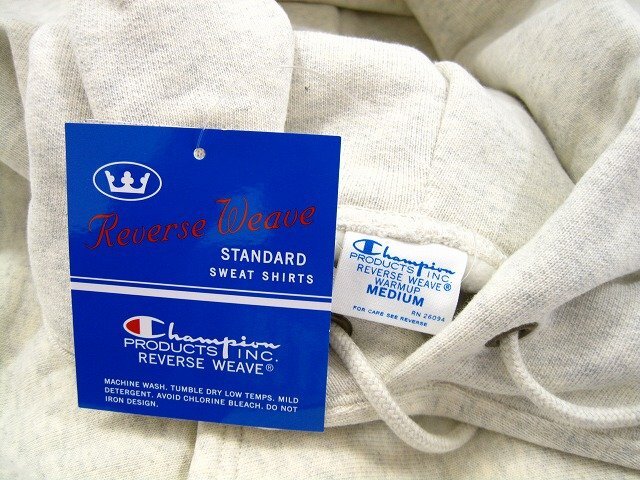 Reverse Weave
STANDARD
SWEAT SHIRTS
Champion
PRODUCTS INC.
REVERSE WEAVE®
MACHINE WASH. TUMBLE DRY LOW TEMPS. MILD
DETERGENT. AVOID CHLORINE BLEACH. DO NOT
IRON DESIGN.
Champion
PRODUCTS INC.
REVERSE WEAVE®
WARMUP
MEDIUM
RN 26094
FOR CARE SEE REVERSE